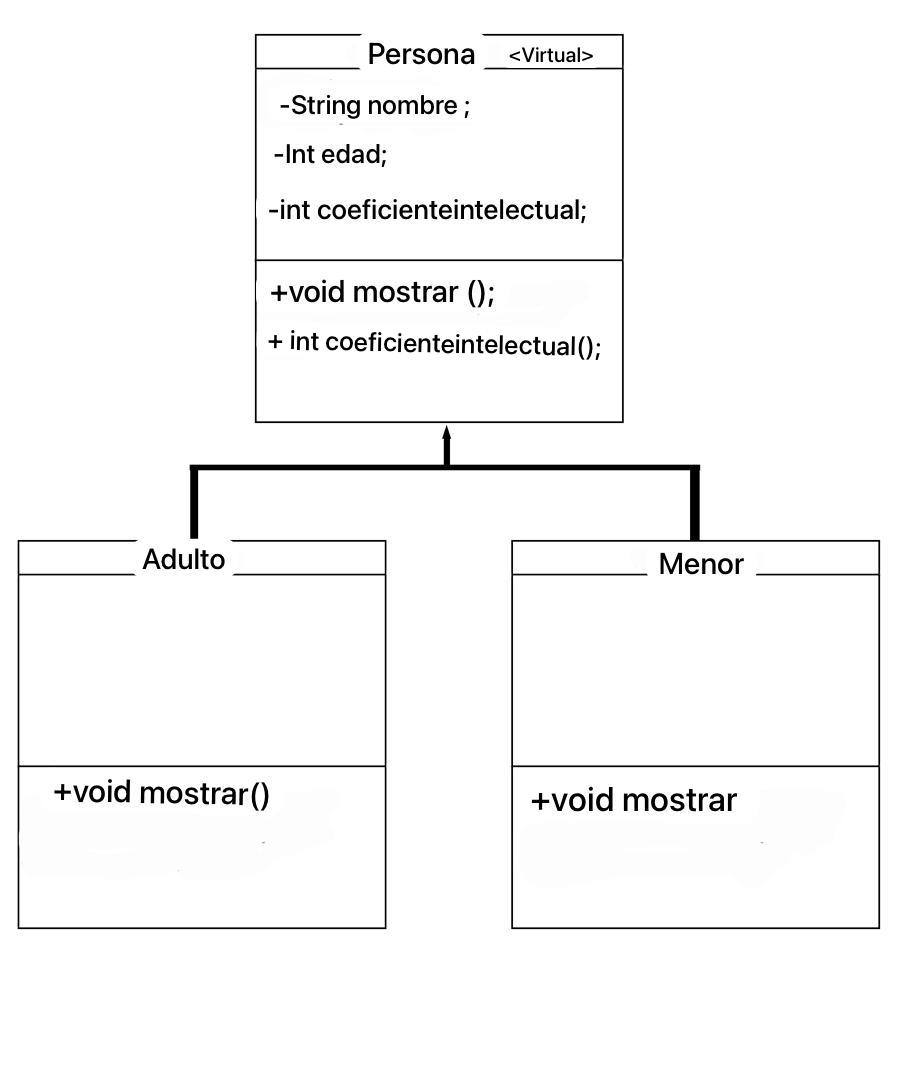 Persona <Virtual>
-String nombre ;
-Int edad;
-int coeficienteintelectual;
+void mostrar ();
+ int coeficienteintelectual();
Adulto
Menor
+void mostrar()
+void mostrar